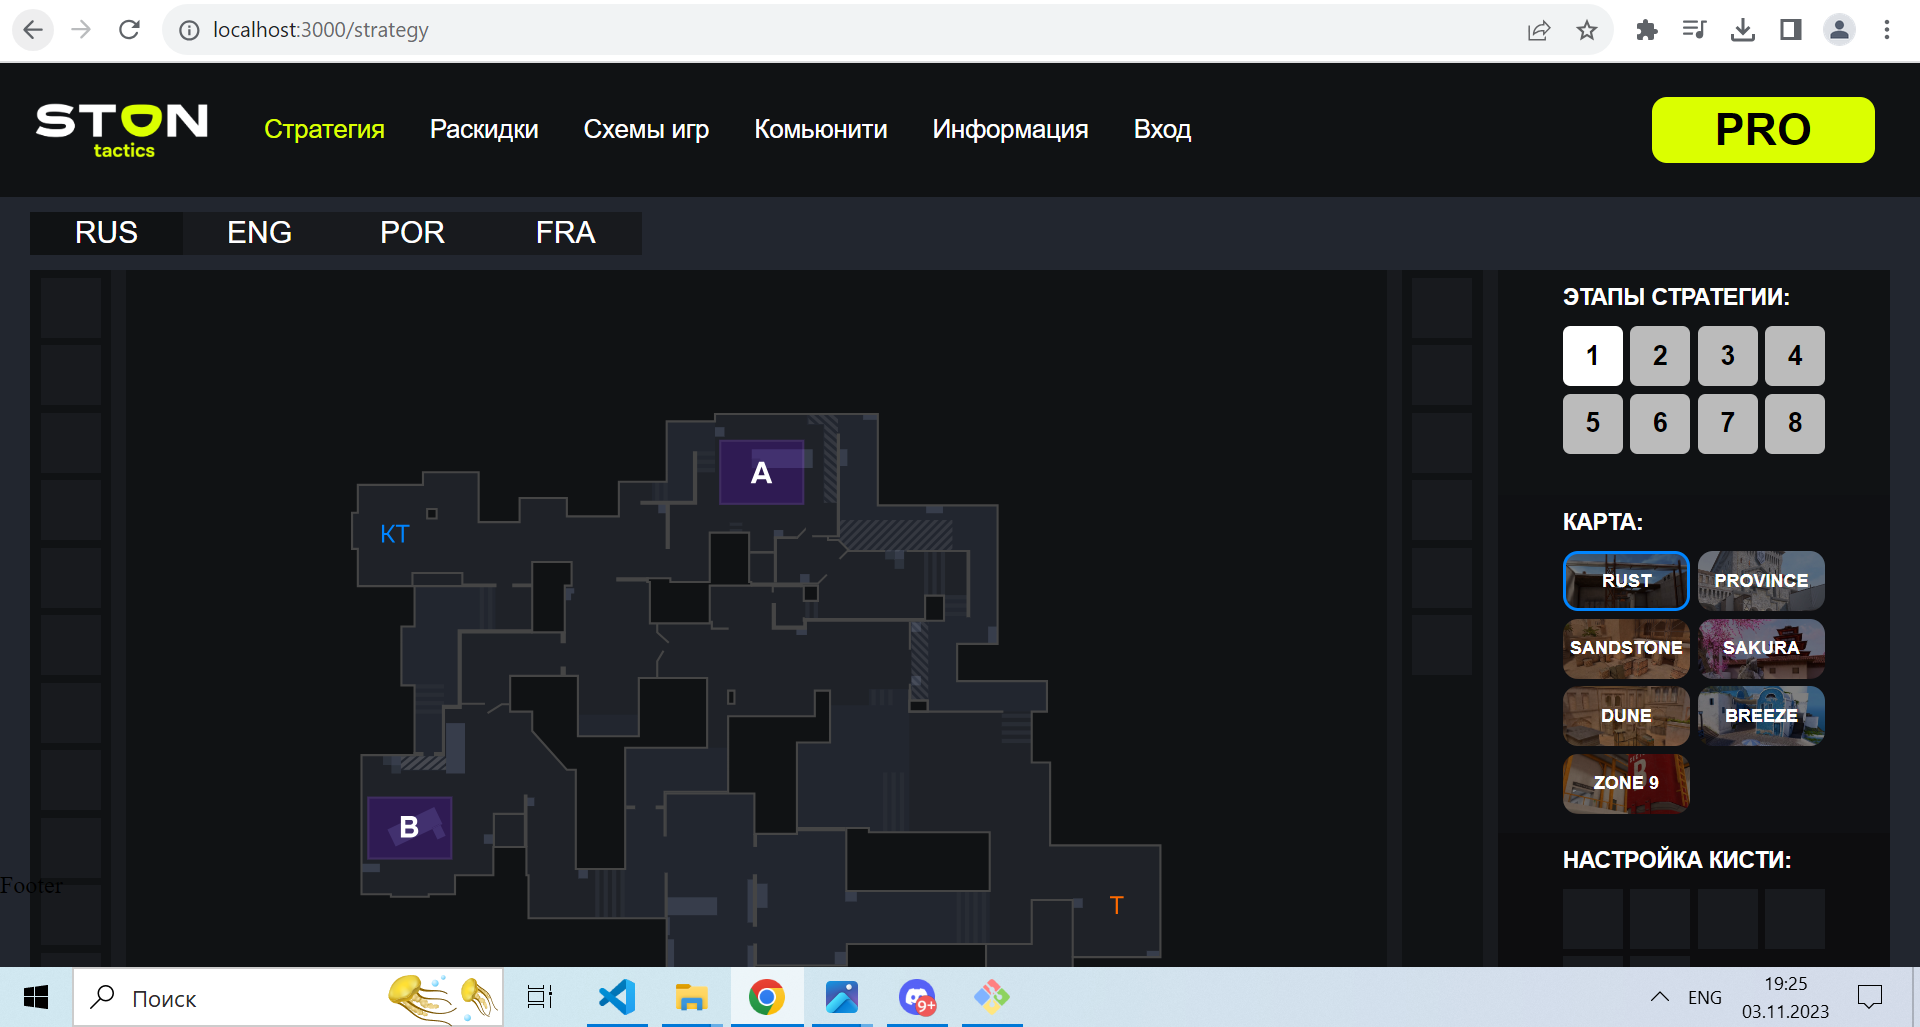 localhost:3000/strategy
STON
tactics
Стратегия Раскидки Схемы игр Комьюнити Информация Вход
PRO
RUS ENG POR FRA
ЭТАПЫ СТРАТЕГИИ:
1 2 3 4
5 6 7 8
КАРТА:
RUST PROVINCE
SANDSTONE SAKURA
DUNE BREEZE
ZONE 9
НАСТРОЙКА КИСТИ:
A
КТ
B
T
Footer
Поиск
9+
ENG
19:25
03.11.2023